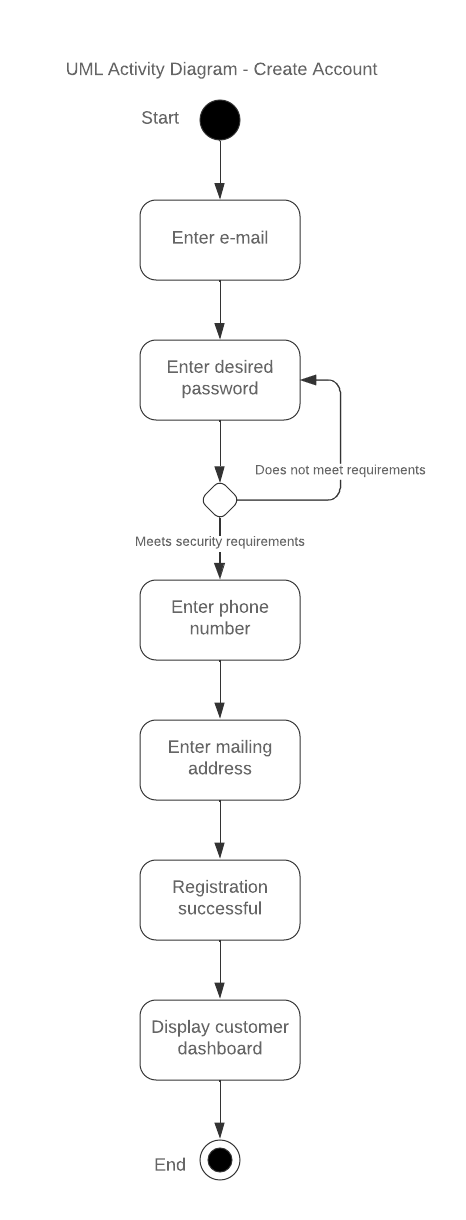 UML Activity Diagram - Create Account
Start
Enter e-mail
Enter desired
password
Does not meet requirements
Meets security requirements
Enter phone
number
Enter mailing
address
Registration
successful
Display customer
dashboard
End